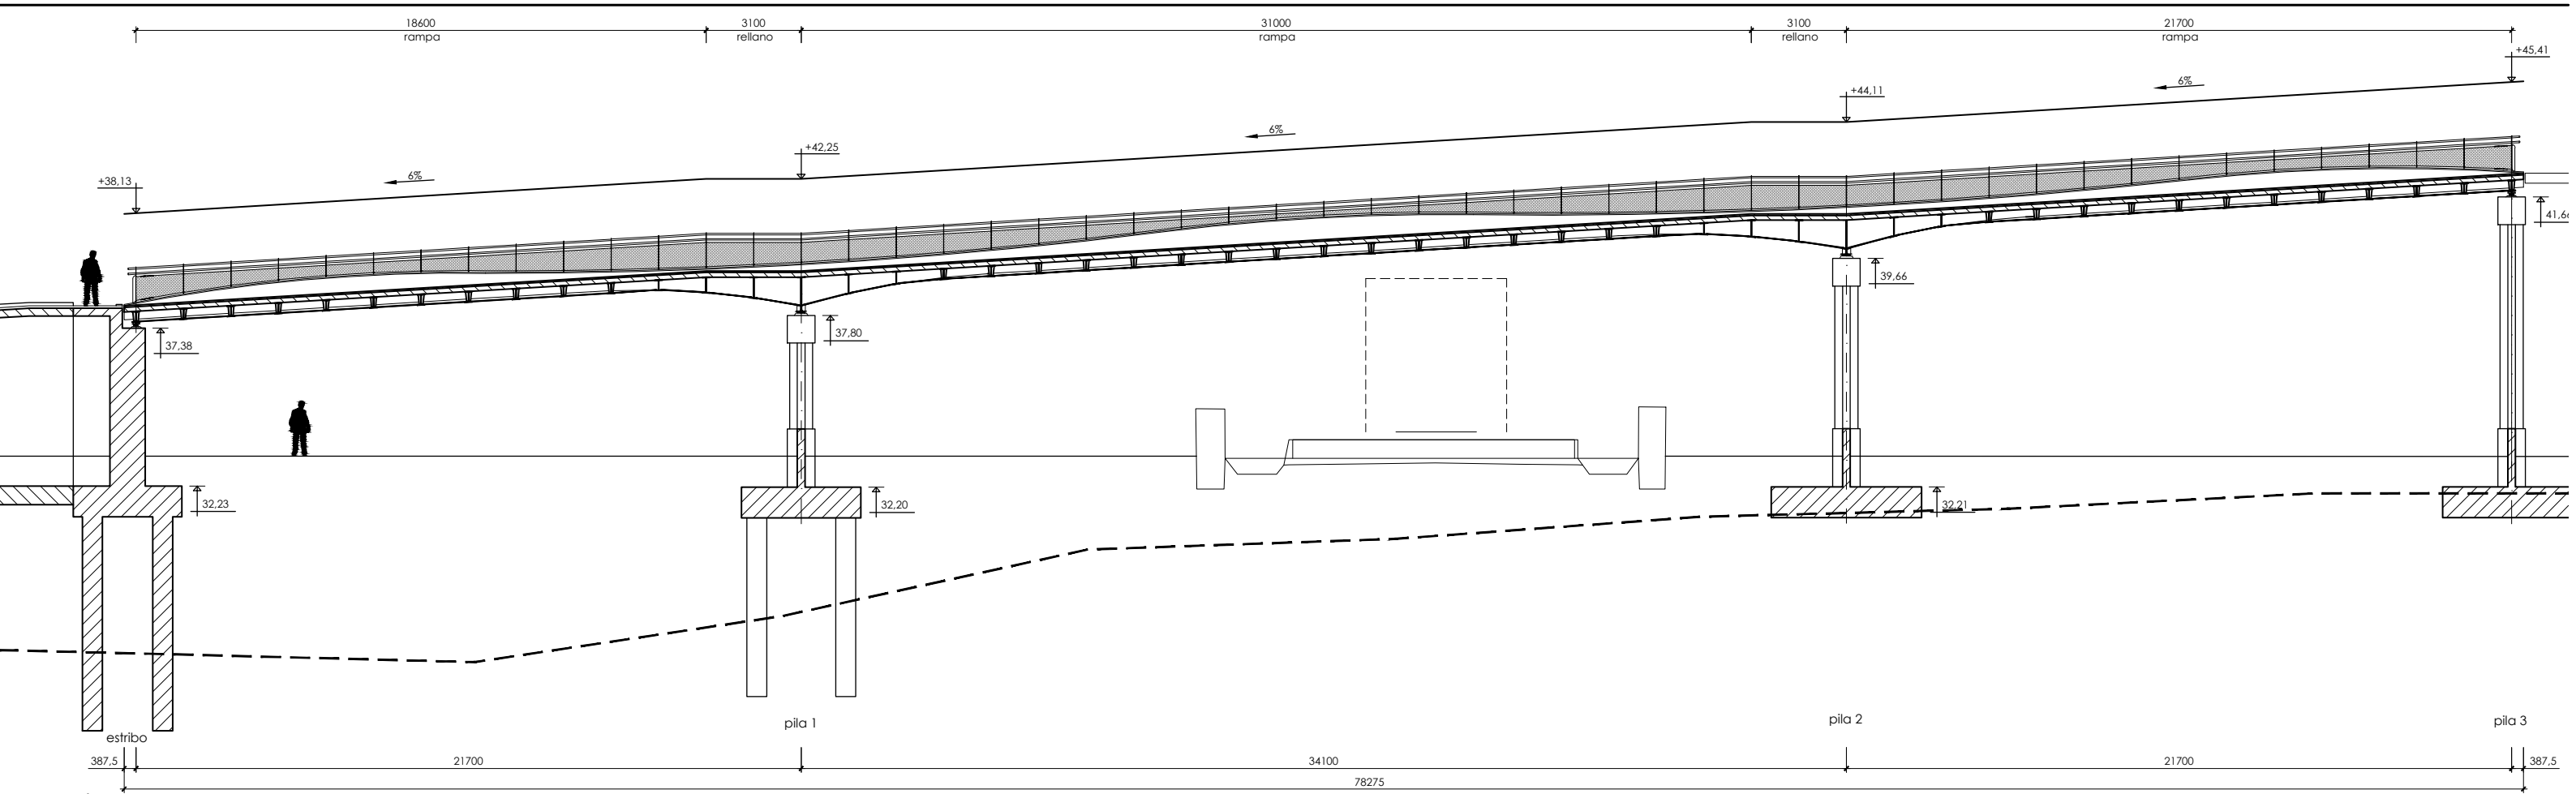 18600
rampa
3100
rellano
31000
rampa
3100
rellano
21700
rampa
+45,41
6%
+44,11
6%
+42,25
6%
+38,13
41,66
39,66
37,80
37,38
32,23
32,20
32,21
pila 1
pila 2
pila 3
estribo
387,5
21700
34100
21700
387,5
78275